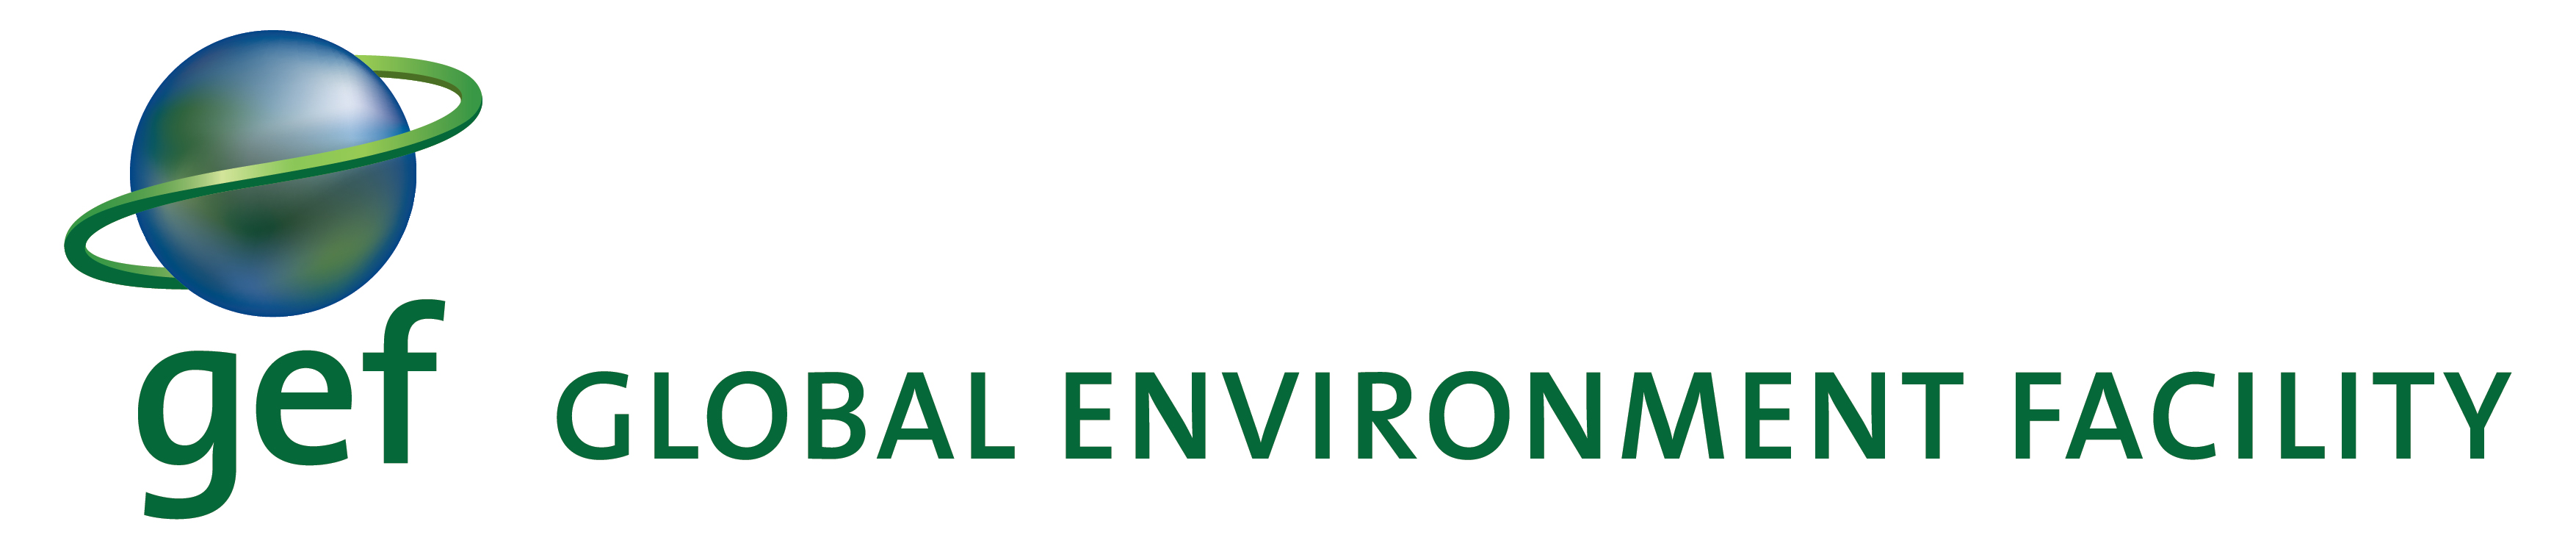 gef GLOBAL ENVIRONMENT FACILITY